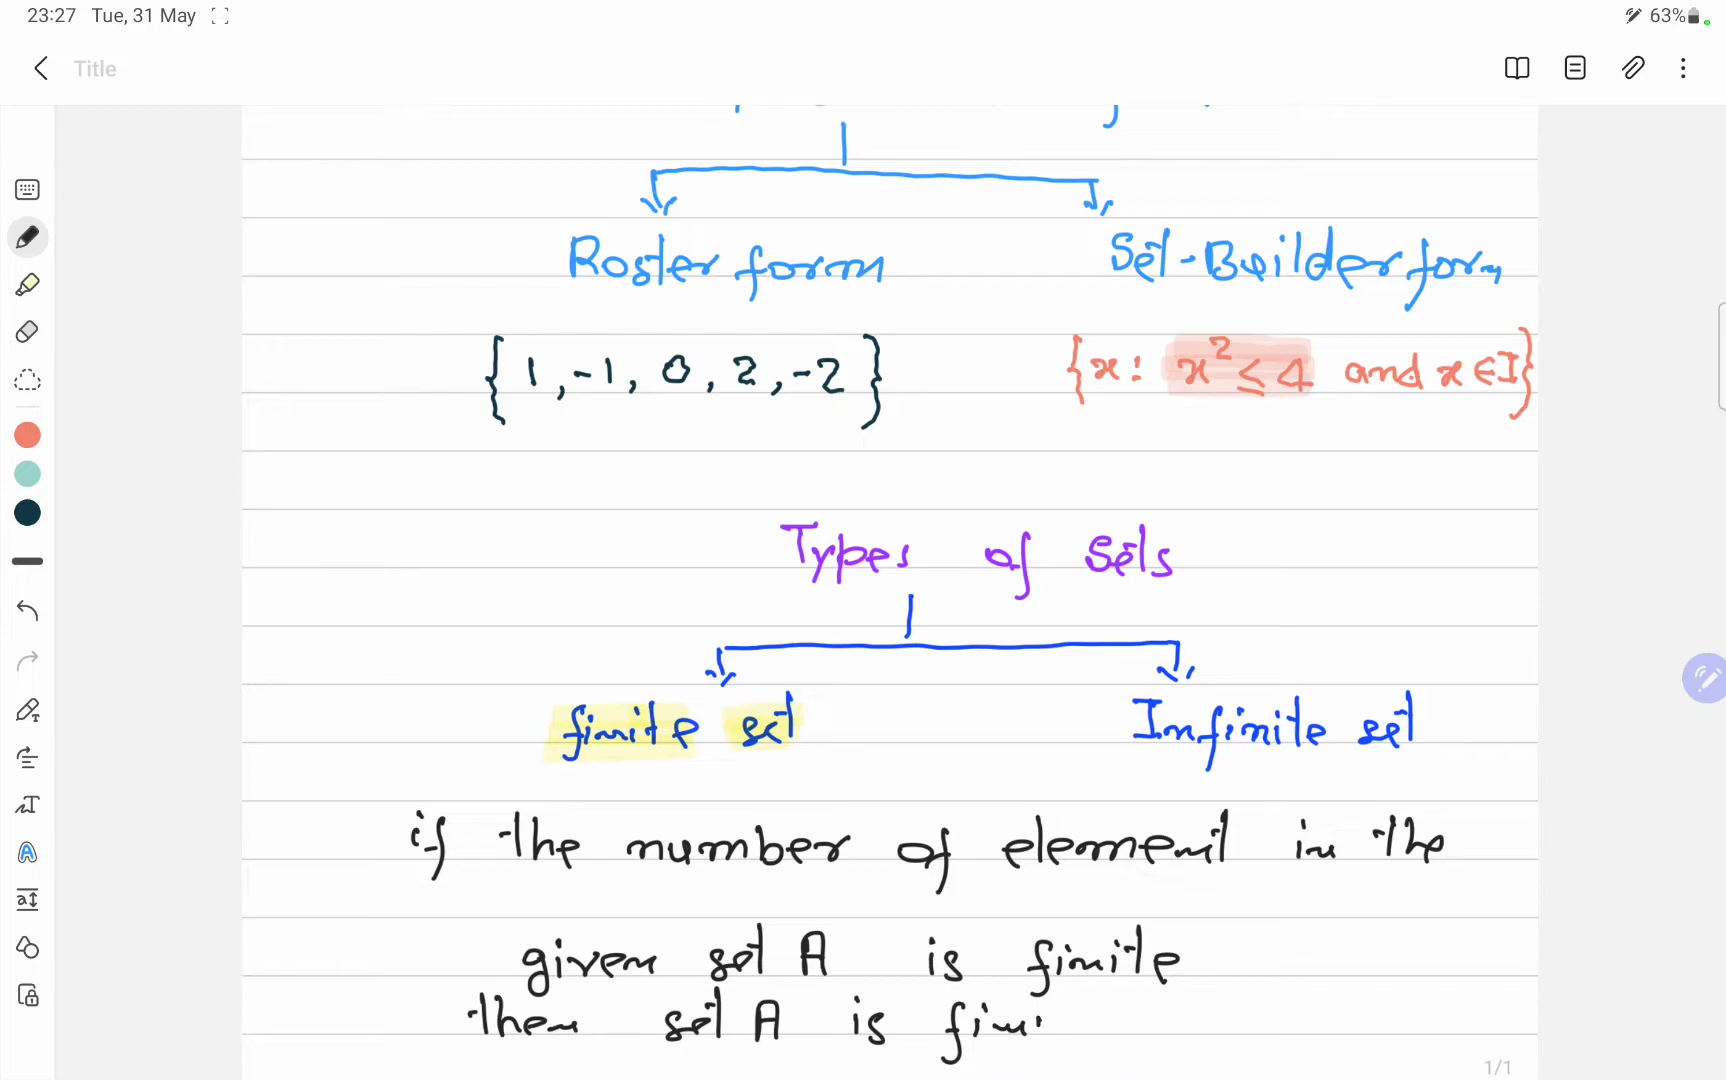 23:27 Tue, 31 May 63%
Title
Roster form Set-Builder form
{1, -1, 0, 2, -2} {x: x² ≤ 4 and x ∈ I}
Types of Sets
finite set Infinite set
if the number of element in the
given set A is finite
then set A is fini
1/1